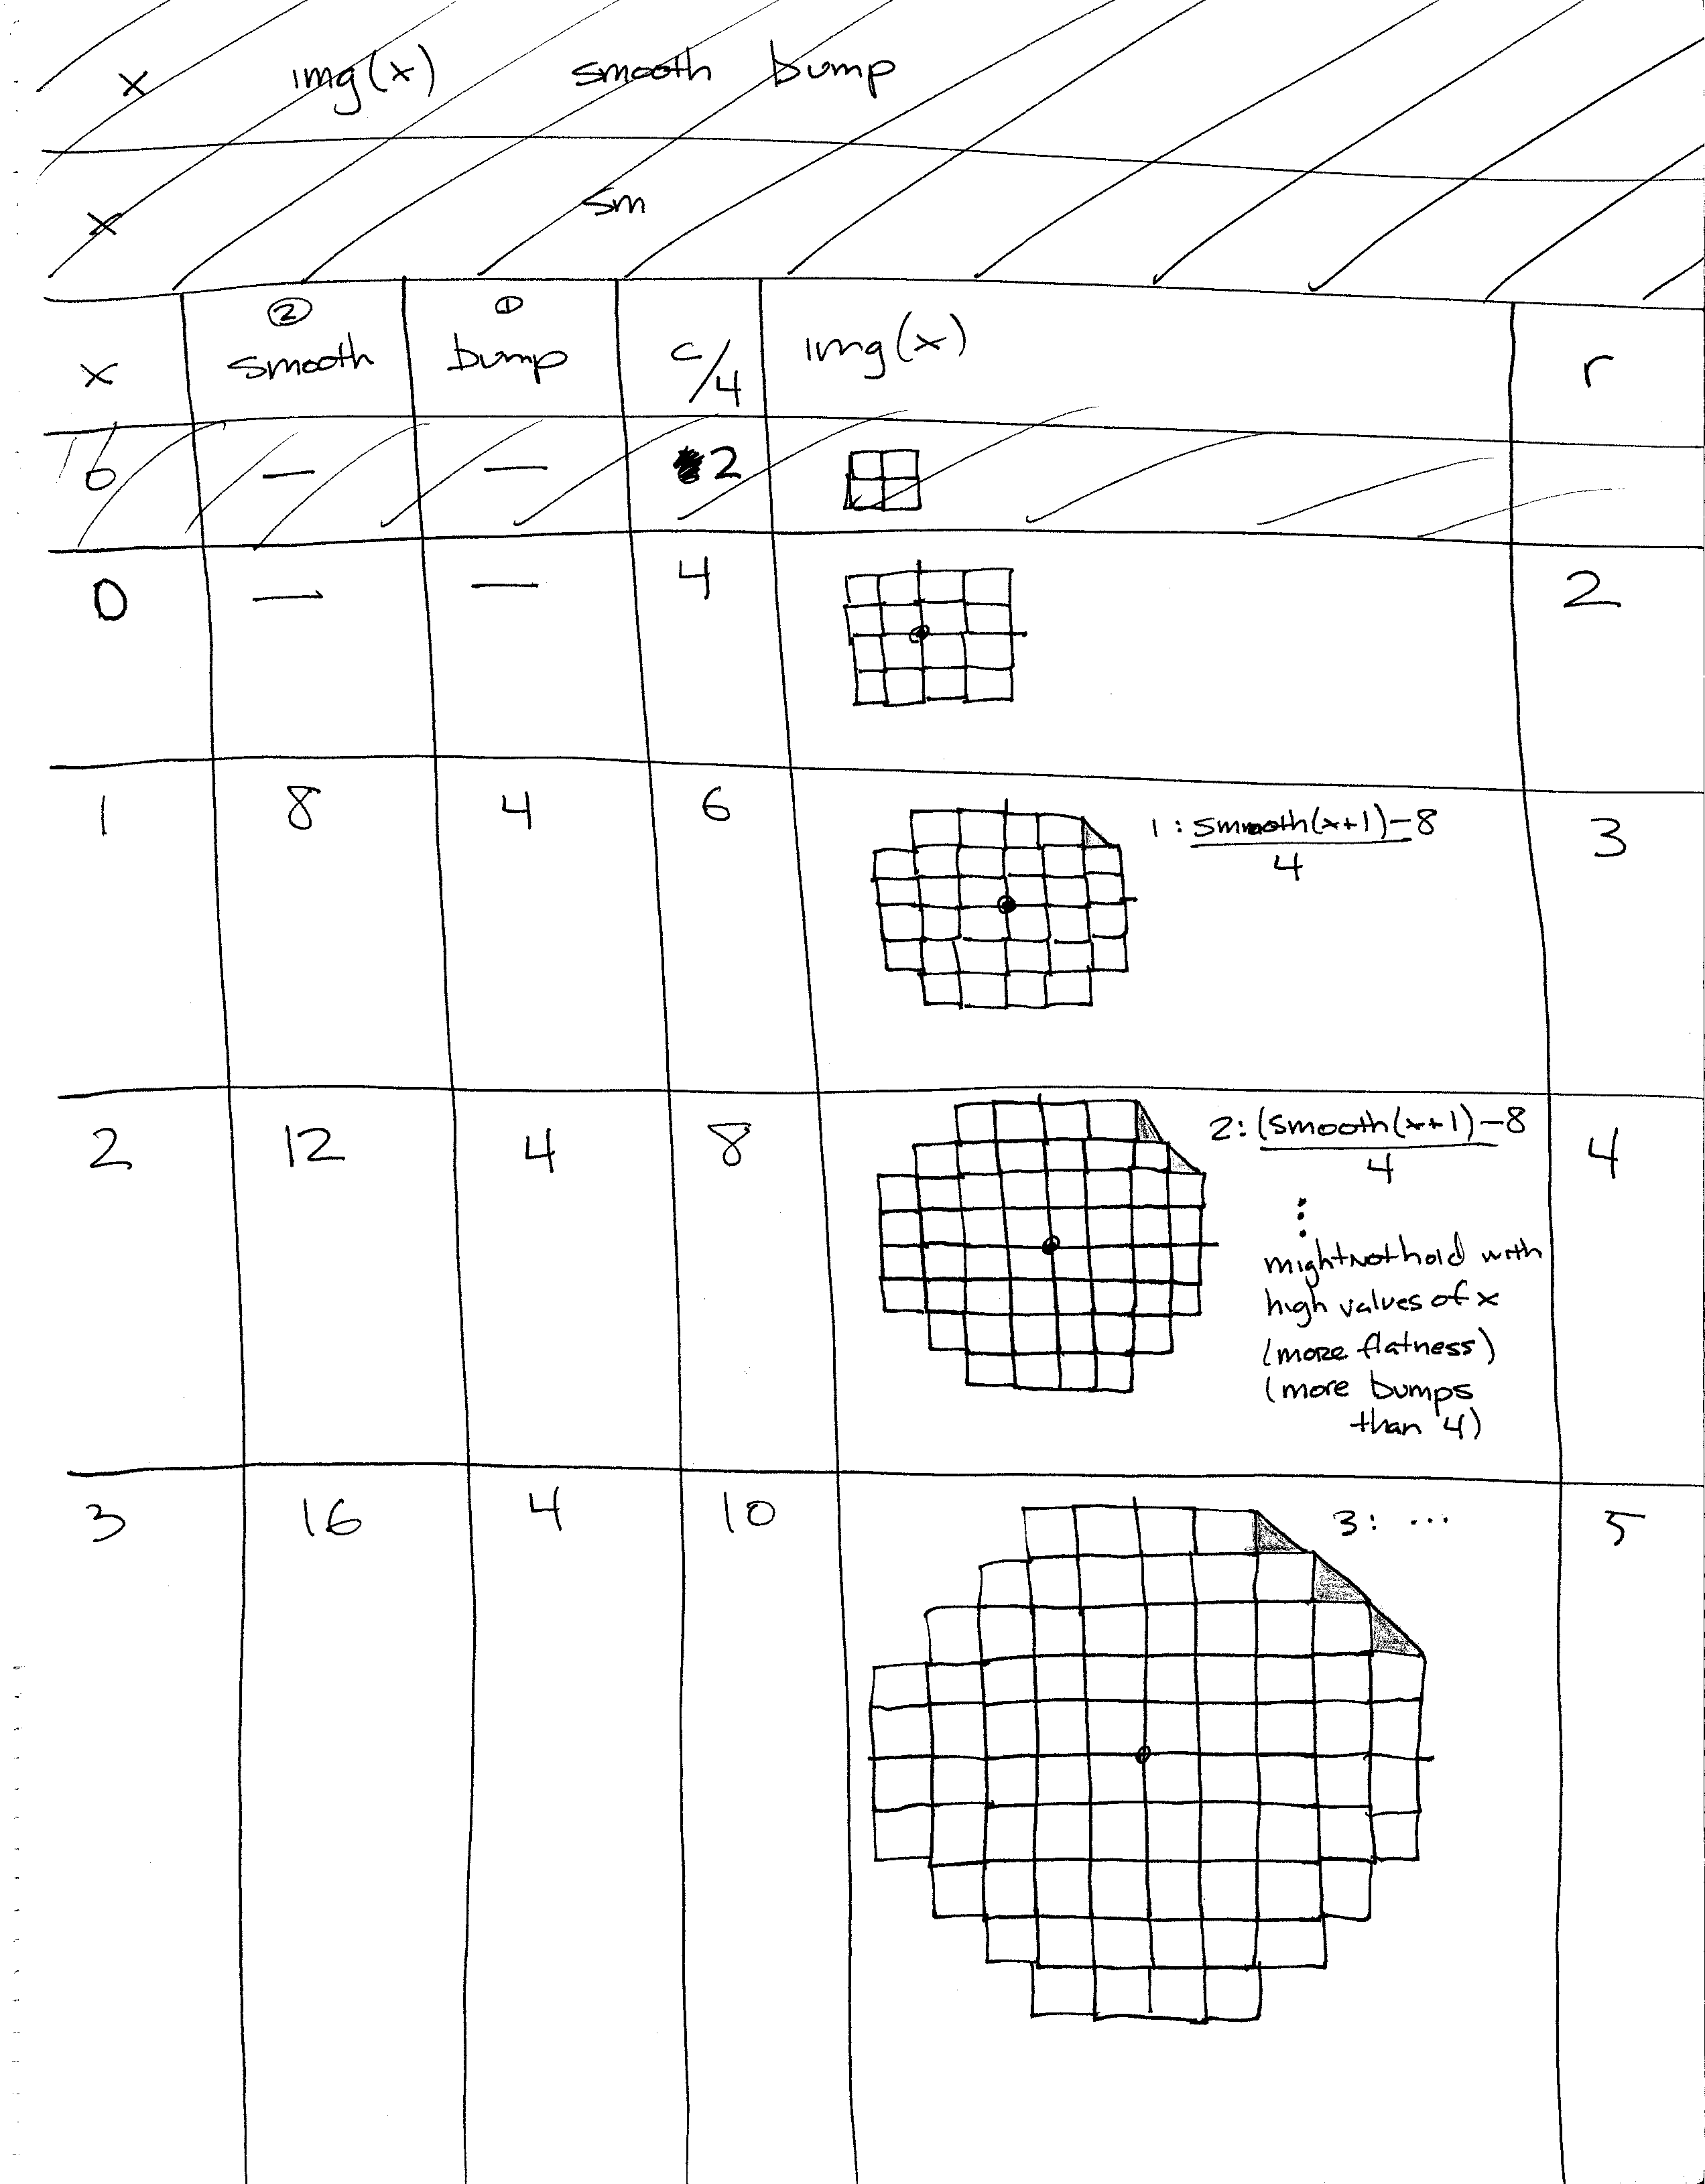 x img(x) smooth bump
x sm
② ①
x smooth bump c/4 img(x) r
0 — — 2
0 — — 4 2
1 8 4 6 3
1: smooth(x+1)-8
4
2 12 4 8 4
2: (smooth(x+1)-8
4
⋮
might not hold with
high values of x
(more flatness)
(more bumps
than 4)
3 16 4 10 5
3: ...